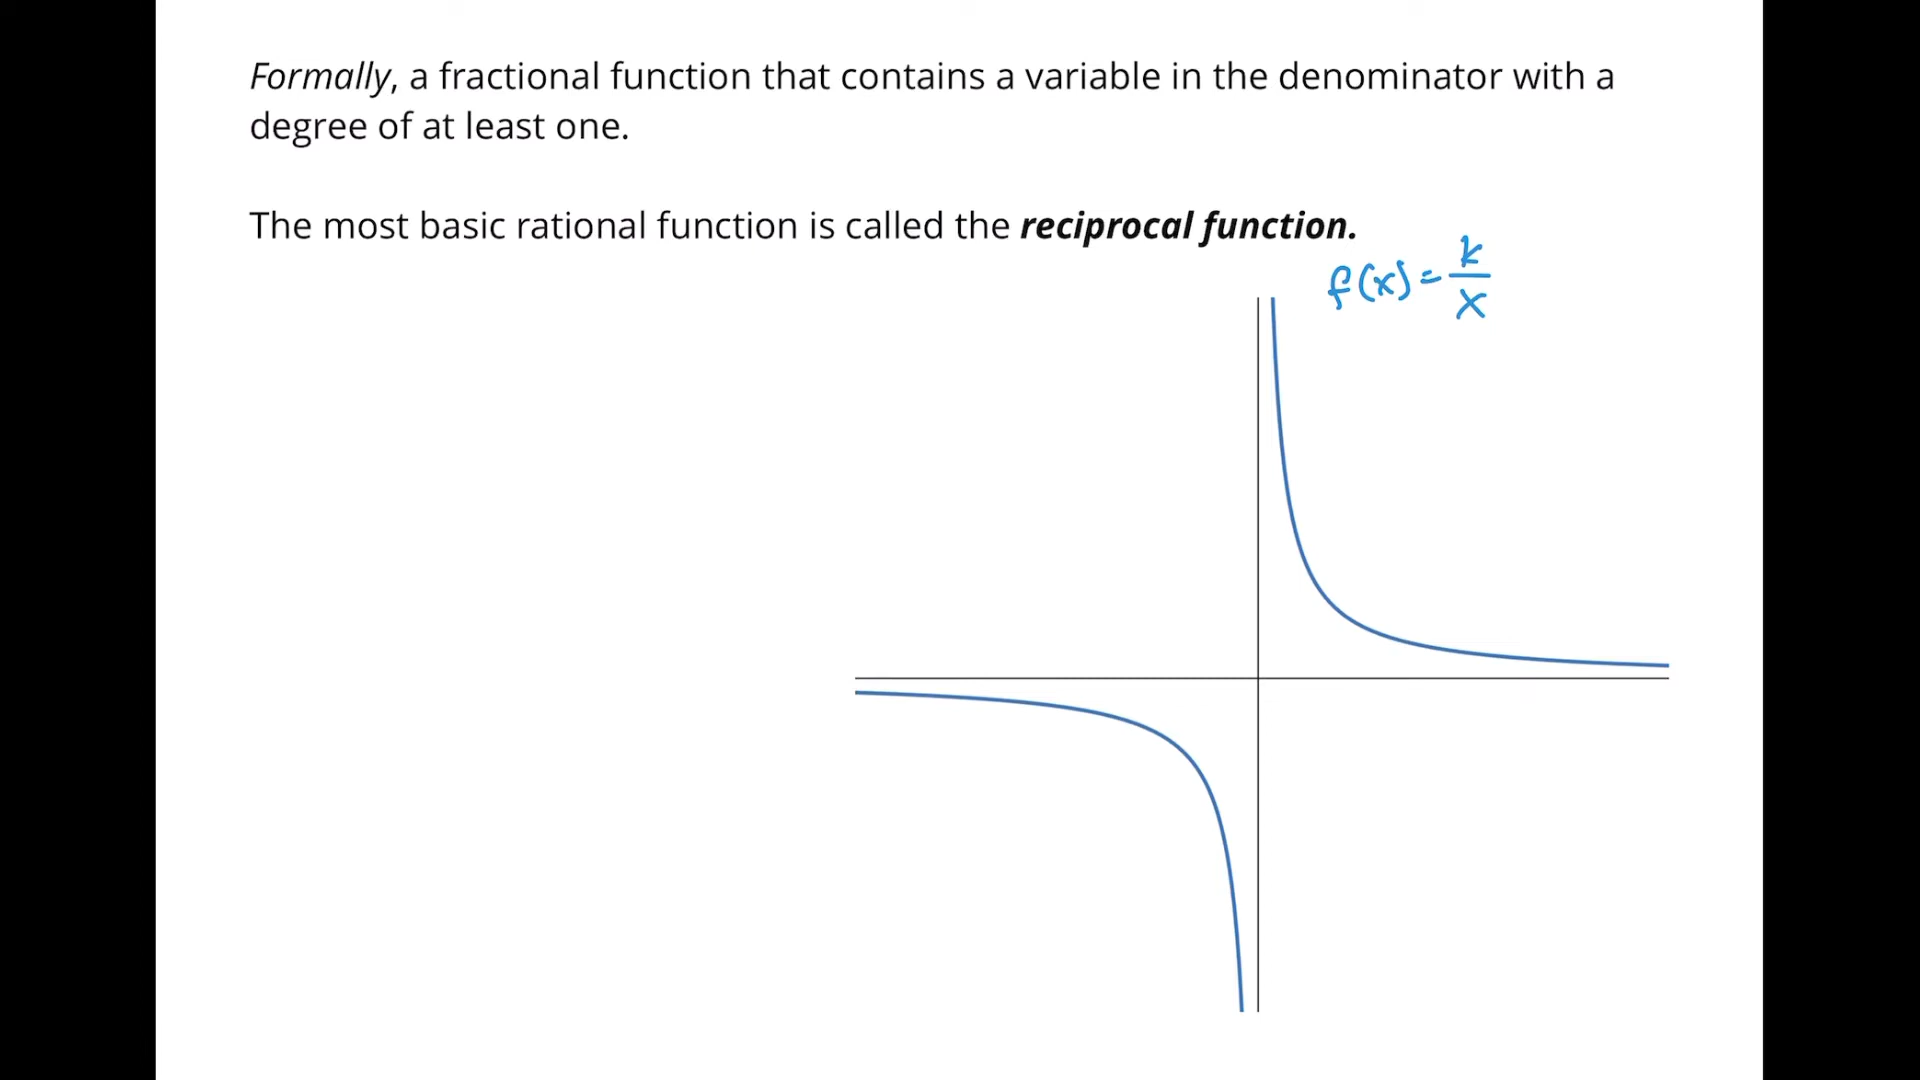 Formally, a fractional function that contains a variable in the denominator with a
degree of at least one.
The most basic rational function is called the reciprocal function.
f(x) = k/x